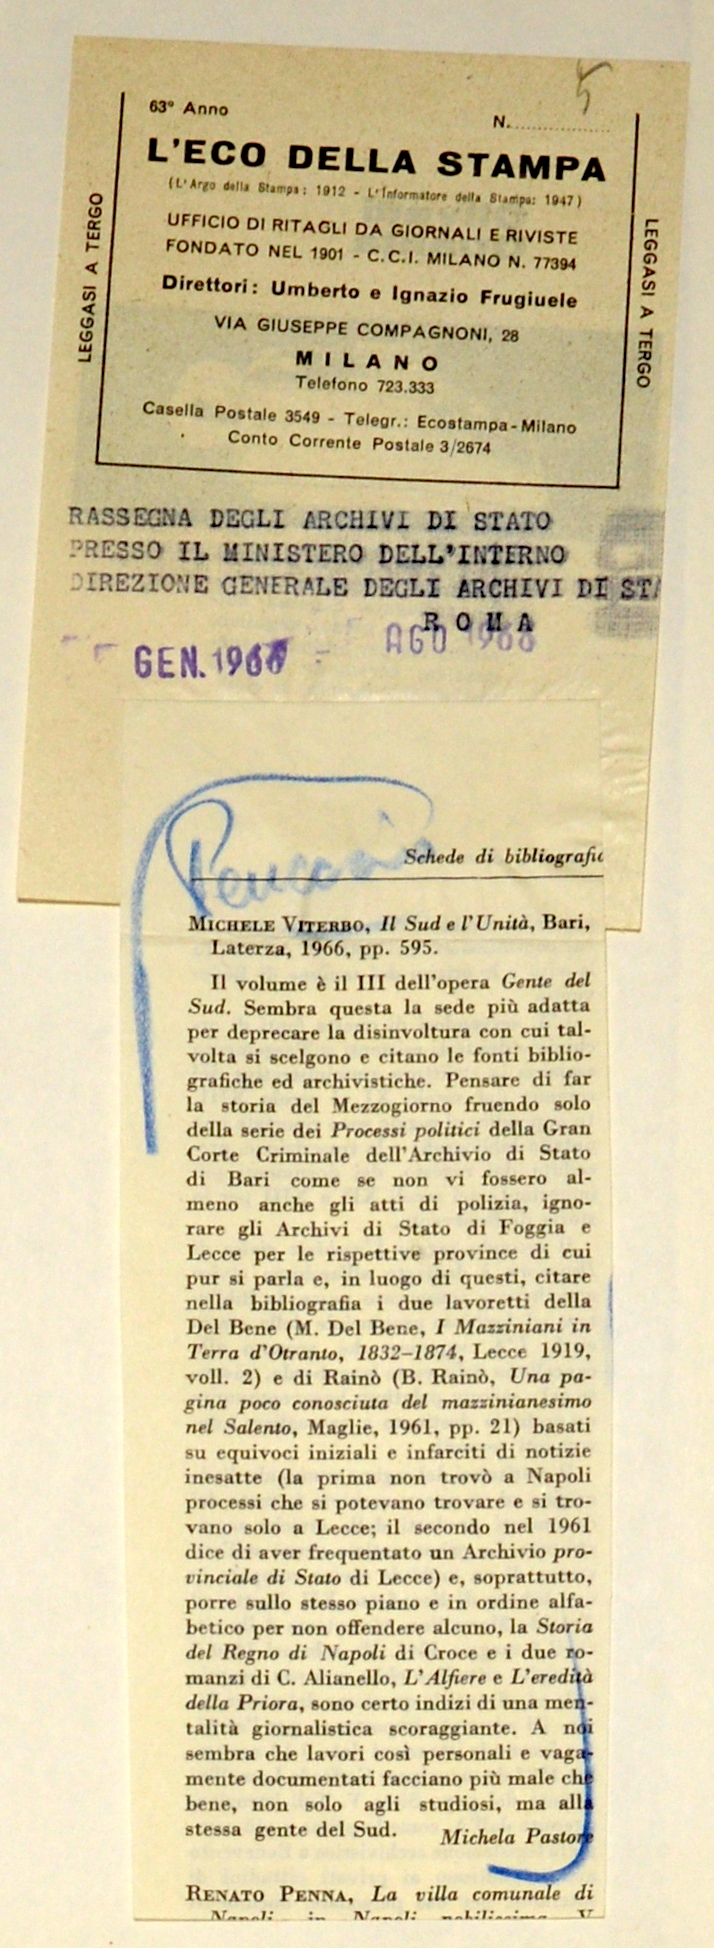 5
63° Anno
N.
L'ECO DELLA STAMPA
(L'Argo della Stampa: 1912 - L'Informatore della Stampa: 1947)
UFFICIO DI RITAGLI DA GIORNALI E RIVISTE
FONDATO NEL 1901 - C.C.I. MILANO N. 77394
Direttori: Umberto e Ignazio Frugiuele
VIA GIUSEPPE COMPAGNONI, 28
MILANO
Telefono 723.333
Casella Postale 3549 - Telegr.: Ecostampa-Milano
Conto Corrente Postale 3/2674
LEGGASI A TERGO
LEGGASI A TERGO
RASSEGNA DEGLI ARCHIVI DI STATO
PRESSO IL MINISTERO DELL'INTERNO
DIREZIONE GENERALE DEGLI ARCHIVI DI STA
ROMA
GEN. 1966 - AGO 1968
Schede di bibliografic
MICHELE VITERBO, Il Sud e l'Unità, Bari,
Laterza, 1966, pp. 595.
Il volume è il III dell'opera Gente del
Sud. Sembra questa la sede più adatta
per deprecare la disinvoltura con cui tal-
volta si scelgono e citano le fonti biblio-
grafiche ed archivistiche. Pensare di far
la storia del Mezzogiorno fruendo solo
della serie dei Processi politici della Gran
Corte Criminale dell'Archivio di Stato
di Bari come se non vi fossero al-
meno anche gli atti di polizia, igno-
rare gli Archivi di Stato di Foggia e
Lecce per le rispettive province di cui
pur si parla e, in luogo di questi, citare
nella bibliografia i due lavoretti della
Del Bene (M. Del Bene, I Mazziniani in
Terra d'Otranto, 1832-1874, Lecce 1919,
voll. 2) e di Rainò (B. Rainò, Una pa-
gina poco conosciuta del mazzinianesimo
nel Salento, Maglie, 1961, pp. 21) basati
su equivoci iniziali e infarciti di notizie
inesatte (la prima non trovò a Napoli
processi che si potevano trovare e si tro-
vano solo a Lecce; il secondo nel 1961
dice di aver frequentato un Archivio pro-
vinciale di Stato di Lecce) e, soprattutto,
porre sullo stesso piano e in ordine alfa-
betico per non offendere alcuno, la Storia
del Regno di Napoli di Croce e i due ro-
manzi di C. Alianello, L'Alfiere e L'eredità
della Priora, sono certo indizi di una men-
talità giornalistica scoraggiante. A noi
sembra che lavori così personali e vaga-
mente documentati facciano più male che
bene, non solo agli studiosi, ma alla
stessa gente del Sud.
Michela Pastore
RENATO PENNA, La villa comunale di
Napoli, in Napoli nobilissima, V